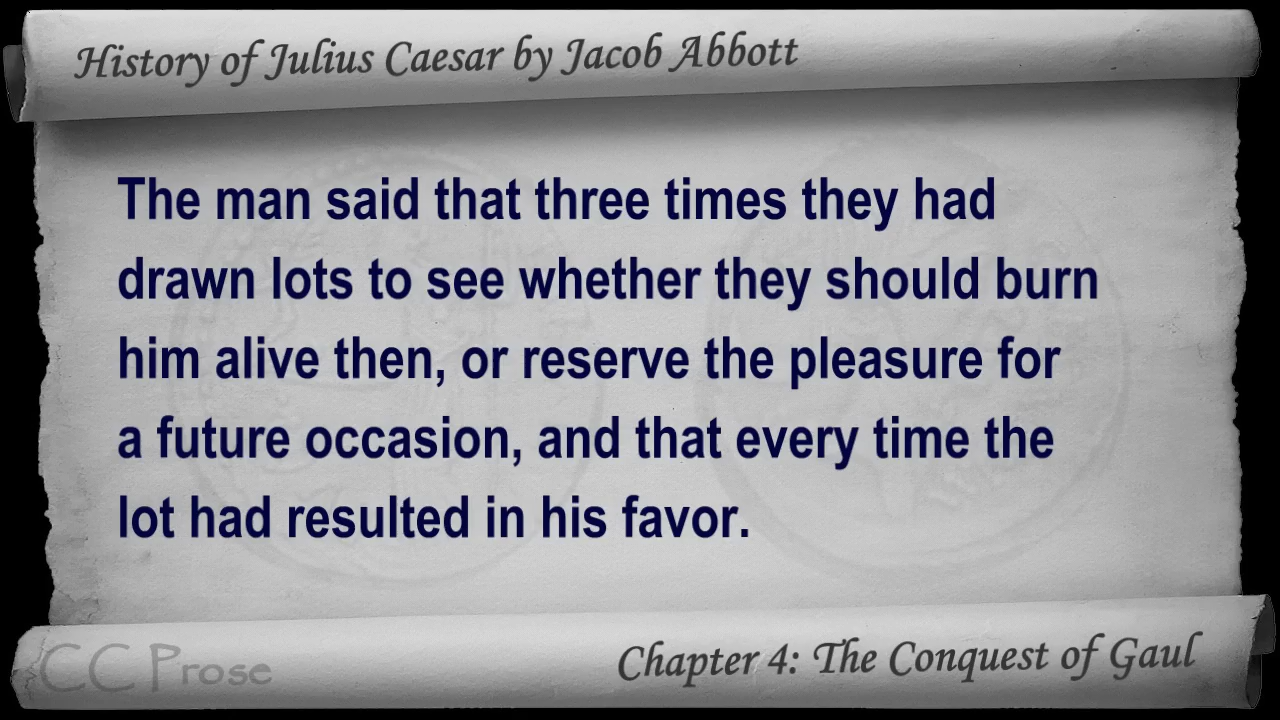 History of Julius Caesar by Jacob Abbott
The man said that three times they had
drawn lots to see whether they should burn
him alive then, or reserve the pleasure for
a future occasion, and that every time the
lot had resulted in his favor.
CC Prose
Chapter 4: The Conquest of Gaul